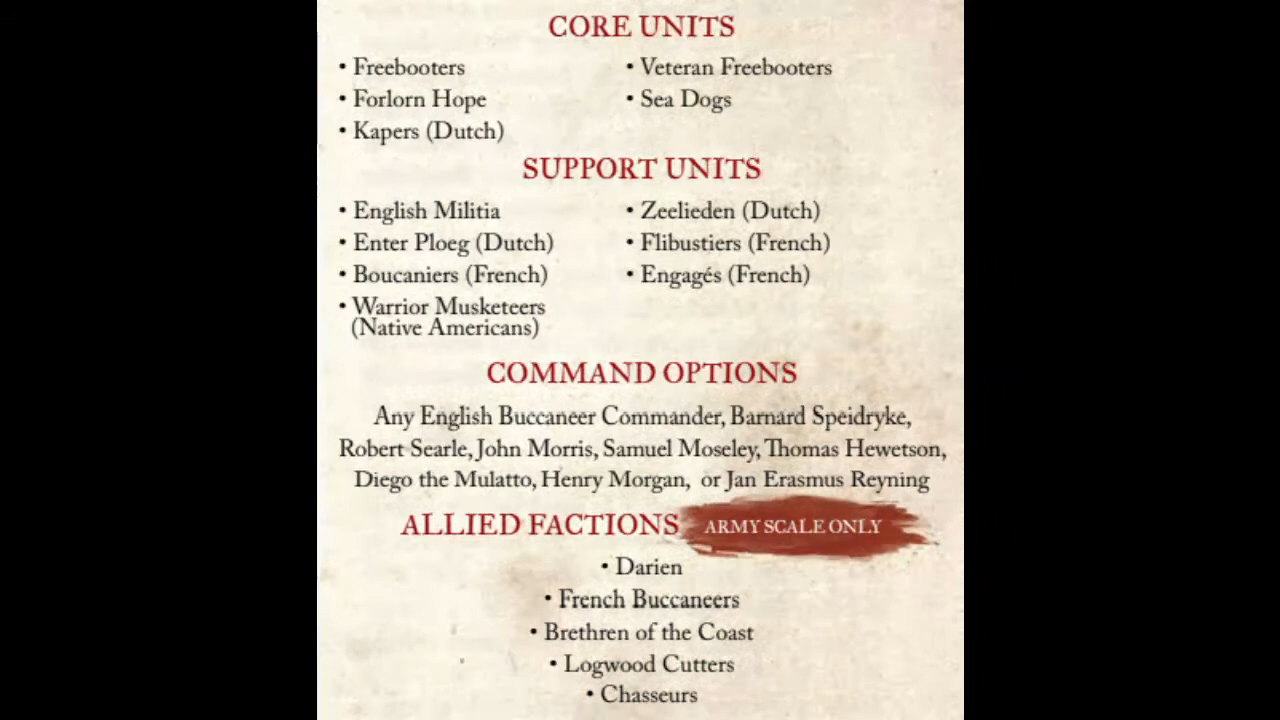 CORE UNITS
• Freebooters
• Veteran Freebooters
• Forlorn Hope
• Sea Dogs
• Kapers (Dutch)
SUPPORT UNITS
• English Militia
• Zeelieden (Dutch)
• Enter Ploeg (Dutch)
• Flibustiers (French)
• Boucaniers (French)
• Engagés (French)
• Warrior Musketeers
(Native Americans)
COMMAND OPTIONS
Any English Buccaneer Commander, Barnard Speidryke,
Robert Searle, John Morris, Samuel Moseley, Thomas Hewetson,
Diego the Mulatto, Henry Morgan, or Jan Erasmus Reyning
ALLIED FACTIONS ARMY SCALE ONLY
• Darien
• French Buccaneers
• Brethren of the Coast
• Logwood Cutters
• Chasseurs